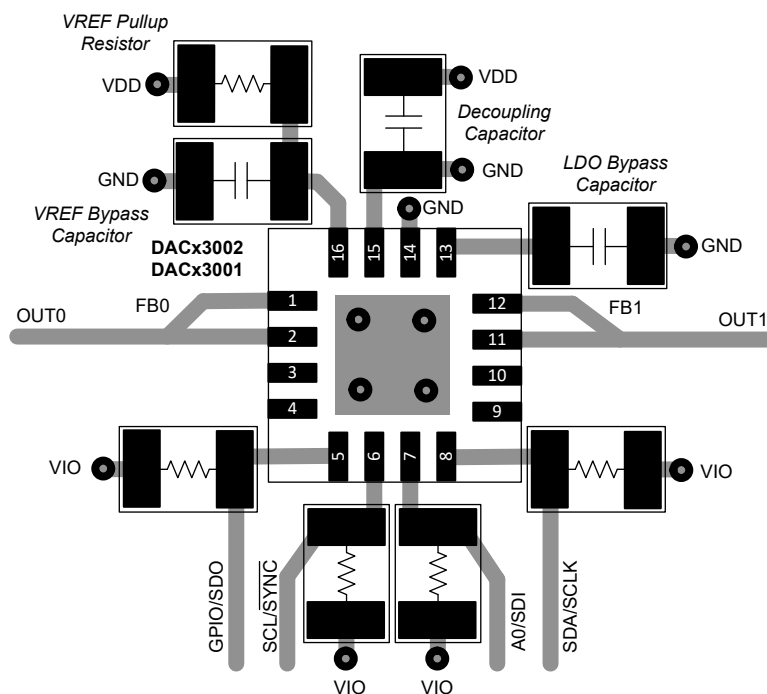 VREF Pullup
Resistor
VDD
VDD
Decoupling
Capacitor
GND
GND
LDO Bypass
Capacitor
VREF Bypass
Capacitor
GND
GND
DACx3002
DACx3001
16
15
14
13
FB0
1
12
FB1
OUT0
2
11
OUT1
3
10
4
9
VIO
5
6
7
8
VIO
GPIO/SDO
SCL/SYNC
A0/SDI
SDA/SCLK
VIO
VIO